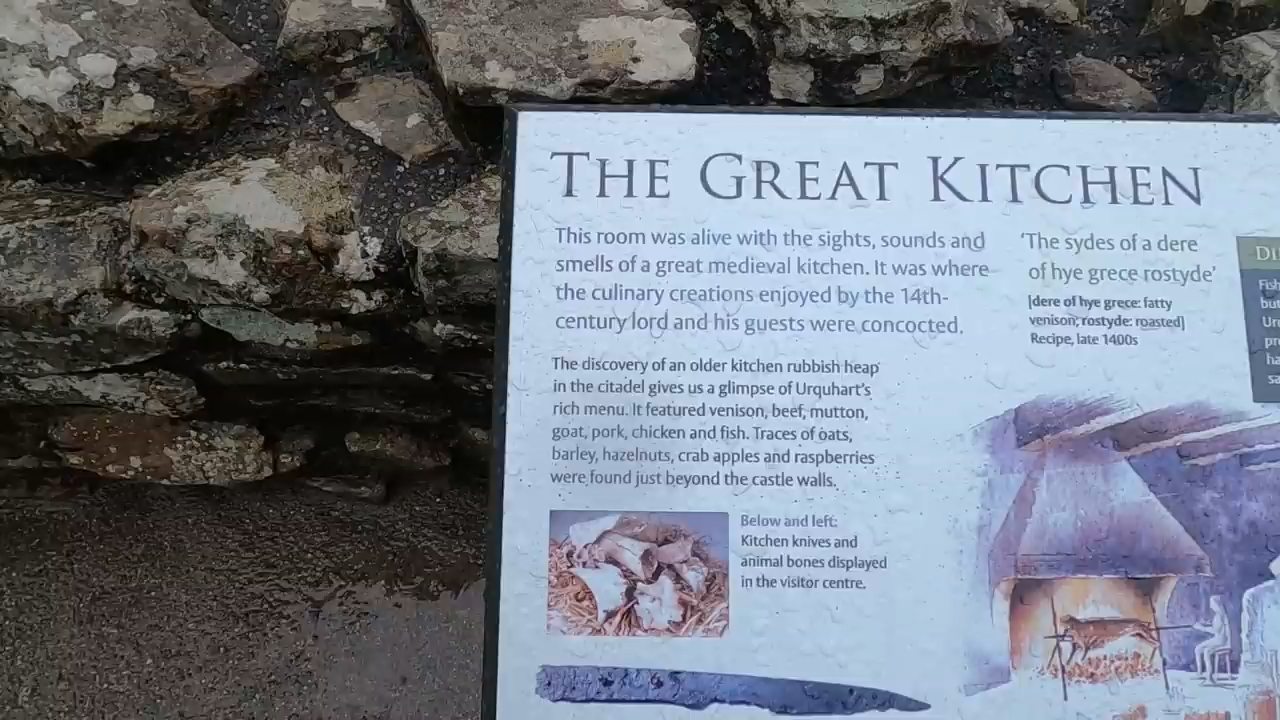 THE GREAT KITCHEN
This room was alive with the sights, sounds and
smells of a great medieval kitchen. It was where
the culinary creations enjoyed by the 14th-
century lord and his guests were concocted.
The discovery of an older kitchen rubbish heap
in the citadel gives us a glimpse of Urquhart's
rich menu. It featured venison, beef, mutton,
goat, pork, chicken and fish. Traces of oats,
barley, hazelnuts, crab apples and raspberries
were found just beyond the castle walls.
Below and left:
Kitchen knives and
animal bones displayed
in the visitor centre.
'The sydes of a dere
of hye grece rostyde'
[dere of hye grece: fatty
venison; rostyde: roasted]
Recipe, late 1400s